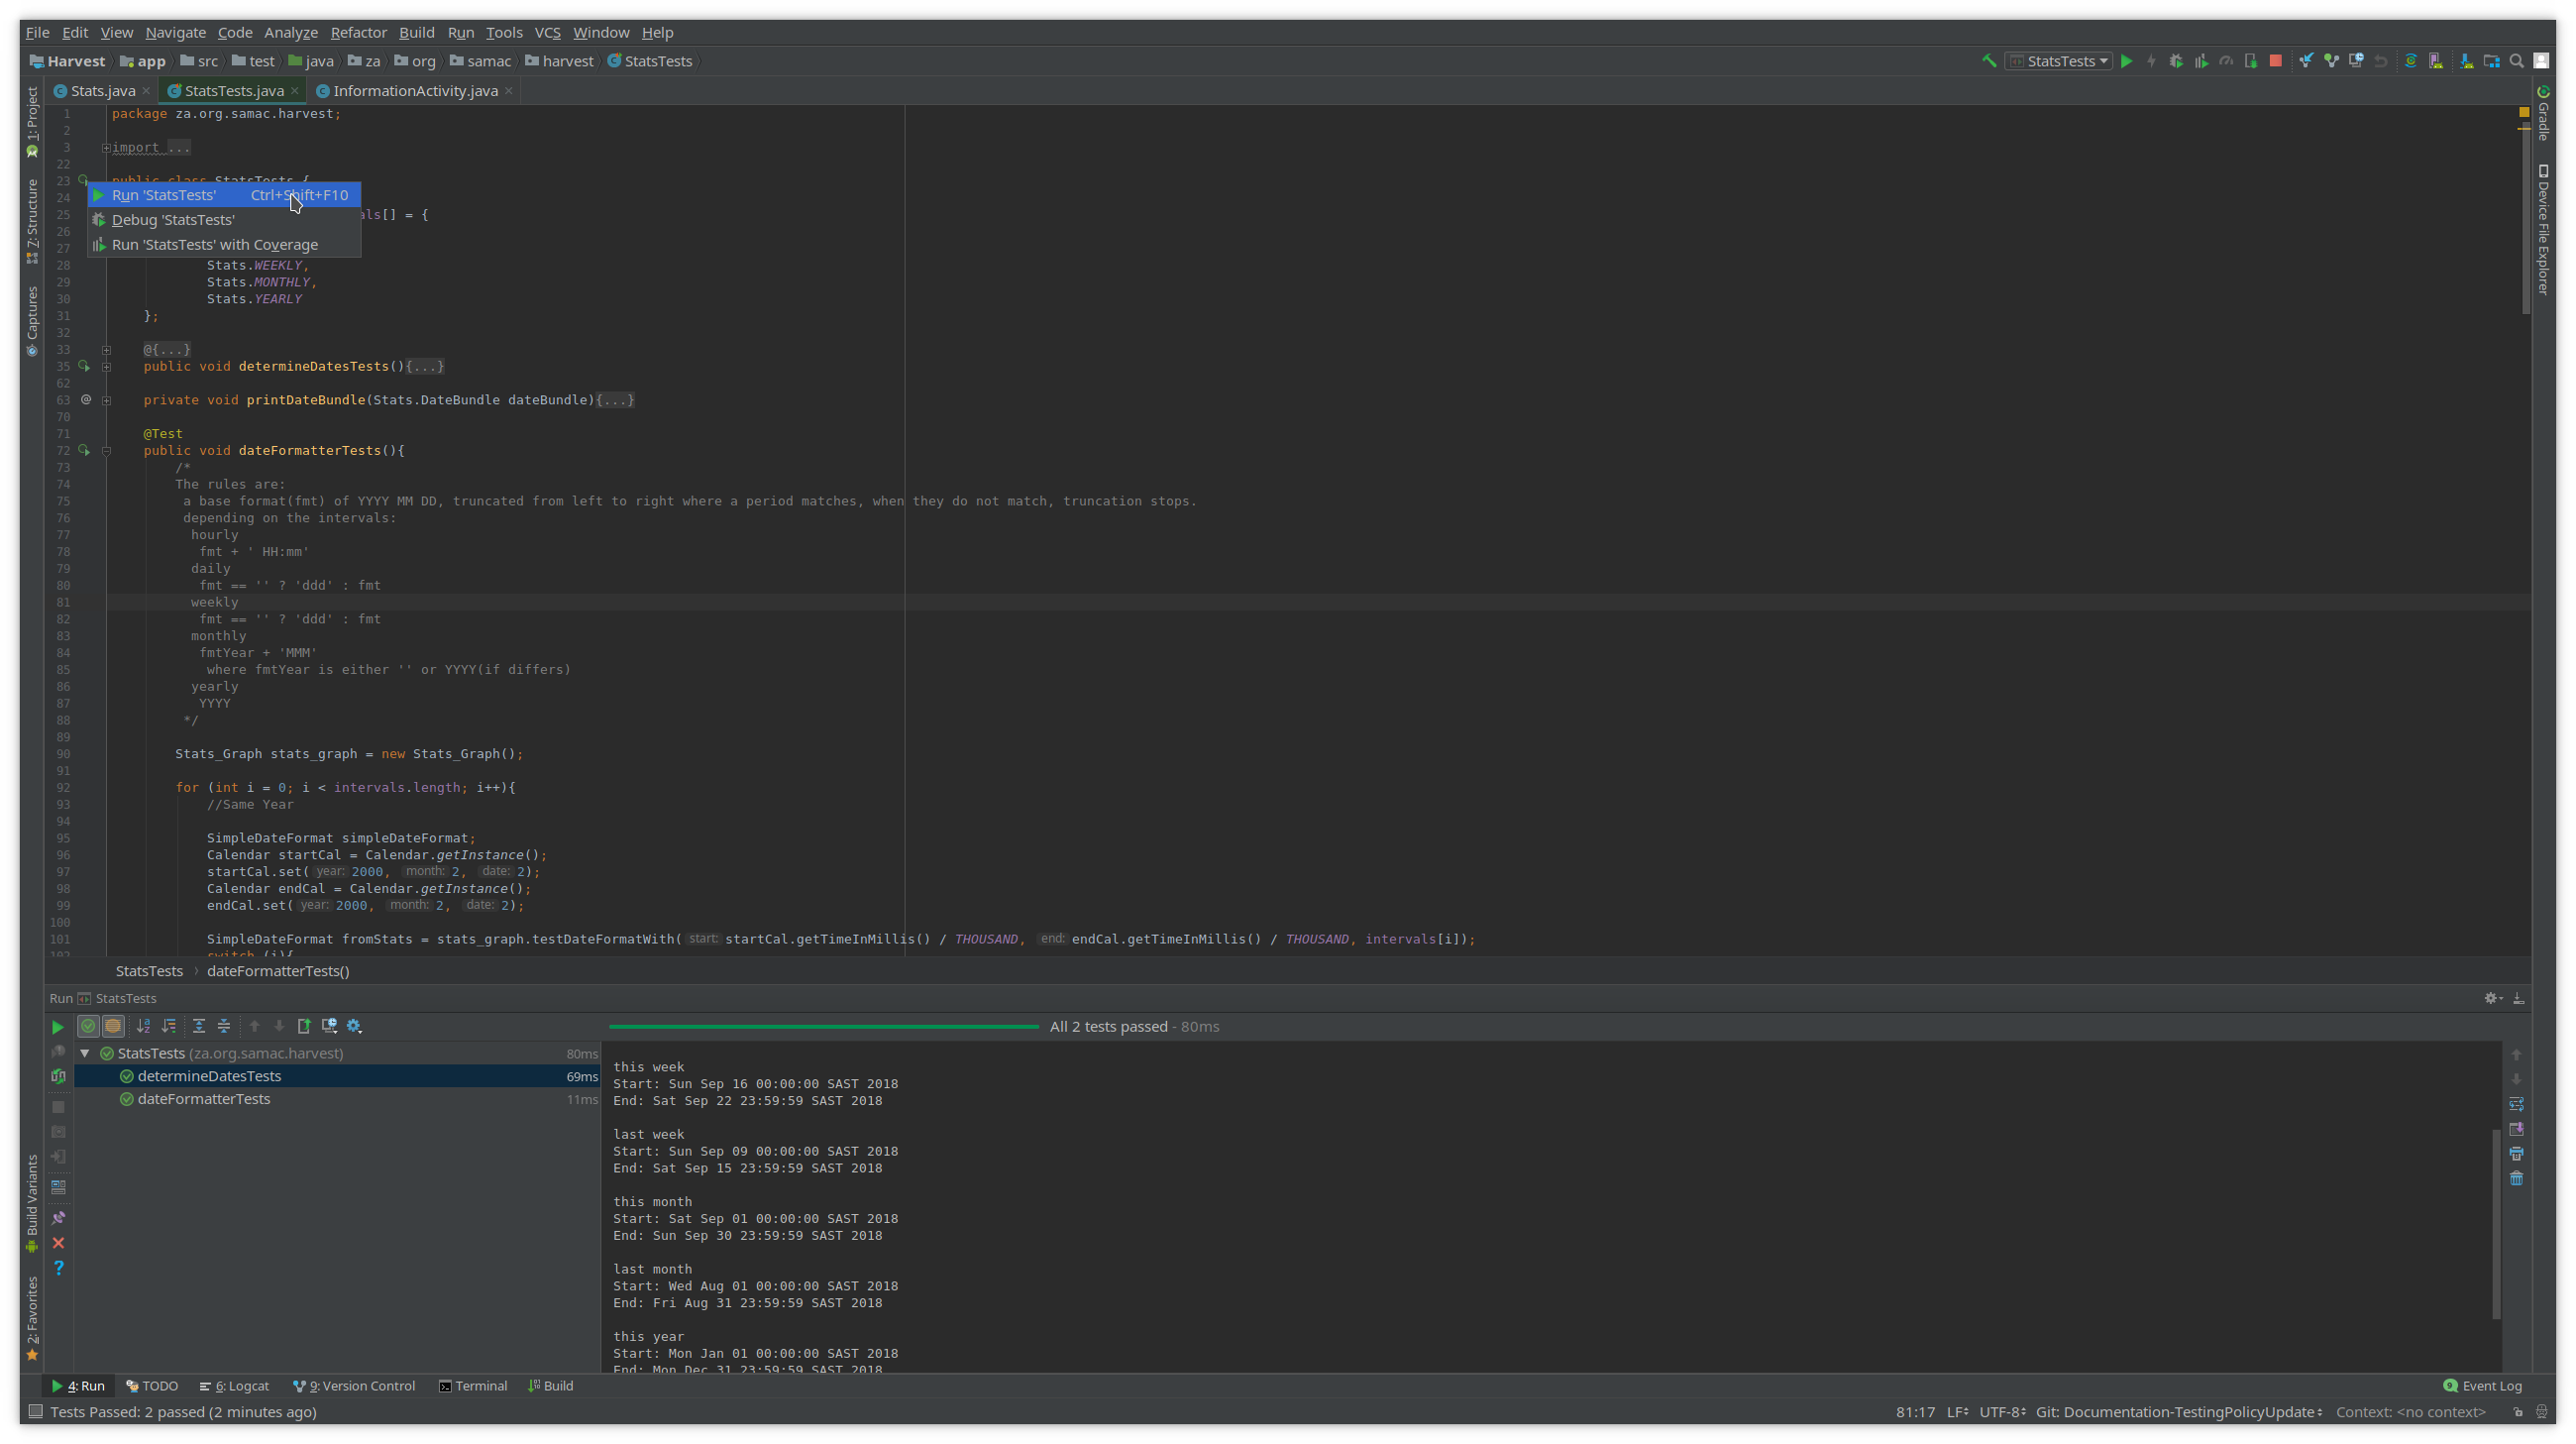 File Edit View Navigate Code Analyze Refactor Build Run Tools VCS Window Help
Harvest app src test java za org samac harvest StatsTests
StatsTests
Stats.java StatsTests.java InformationActivity.java
1: Project
7: Structure
Captures
Build Variants
2: Favorites
Gradle
Device File Explorer
1 package za.org.samac.harvest;
2
3 import ...
22
23 public class StatsTests {
24
Run 'StatsTests' Ctrl+Shift+F10
25 als[] = {
26
Debug 'StatsTests'
27
Run 'StatsTests' with Coverage
28 Stats.WEEKLY,
29 Stats.MONTHLY,
30 Stats.YEARLY
31 };
32
33 @{...}
35 public void determineDatesTests(){...}
62
63 @ private void printDateBundle(Stats.DateBundle dateBundle){...}
70
71 @Test
72 public void dateFormatterTests(){
73 /*
74 The rules are:
75 a base format(fmt) of YYYY MM DD, truncated from left to right where a period matches, when they do not match, truncation stops.
76 depending on the intervals:
77 hourly
78 fmt + ' HH:mm'
79 daily
80 fmt == '' ? 'ddd' : fmt
81 weekly
82 fmt == '' ? 'ddd' : fmt
83 monthly
84 fmtYear + 'MMM'
85 where fmtYear is either '' or YYYY(if differs)
86 yearly
87 YYYY
88 */
89
90 Stats_Graph stats_graph = new Stats_Graph();
91
92 for (int i = 0; i < intervals.length; i++){
93 //Same Year
94
95 SimpleDateFormat simpleDateFormat;
96 Calendar startCal = Calendar.getInstance();
97 startCal.set( year: 2000, month: 2, date: 2);
98 Calendar endCal = Calendar.getInstance();
99 endCal.set( year: 2000, month: 2, date: 2);
100
101 SimpleDateFormat fromStats = stats_graph.testDateFormatWith( start: startCal.getTimeInMillis() / THOUSAND, end: endCal.getTimeInMillis() / THOUSAND, intervals[i]);
102 switch (i){
StatsTests › dateFormatterTests()
Run StatsTests
All 2 tests passed - 80ms
StatsTests (za.org.samac.harvest) 80ms
determineDatesTests 69ms
dateFormatterTests 11ms
this week
Start: Sun Sep 16 00:00:00 SAST 2018
End: Sat Sep 22 23:59:59 SAST 2018
last week
Start: Sun Sep 09 00:00:00 SAST 2018
End: Sat Sep 15 23:59:59 SAST 2018
this month
Start: Sat Sep 01 00:00:00 SAST 2018
End: Sun Sep 30 23:59:59 SAST 2018
last month
Start: Wed Aug 01 00:00:00 SAST 2018
End: Fri Aug 31 23:59:59 SAST 2018
this year
Start: Mon Jan 01 00:00:00 SAST 2018
End: Mon Dec 31 23:59:59 SAST 2018
4: Run TODO 6: Logcat 9: Version Control Terminal Build Event Log
Tests Passed: 2 passed (2 minutes ago) 81:17 LF UTF-8 Git: Documentation-TestingPolicyUpdate Context: <no context>